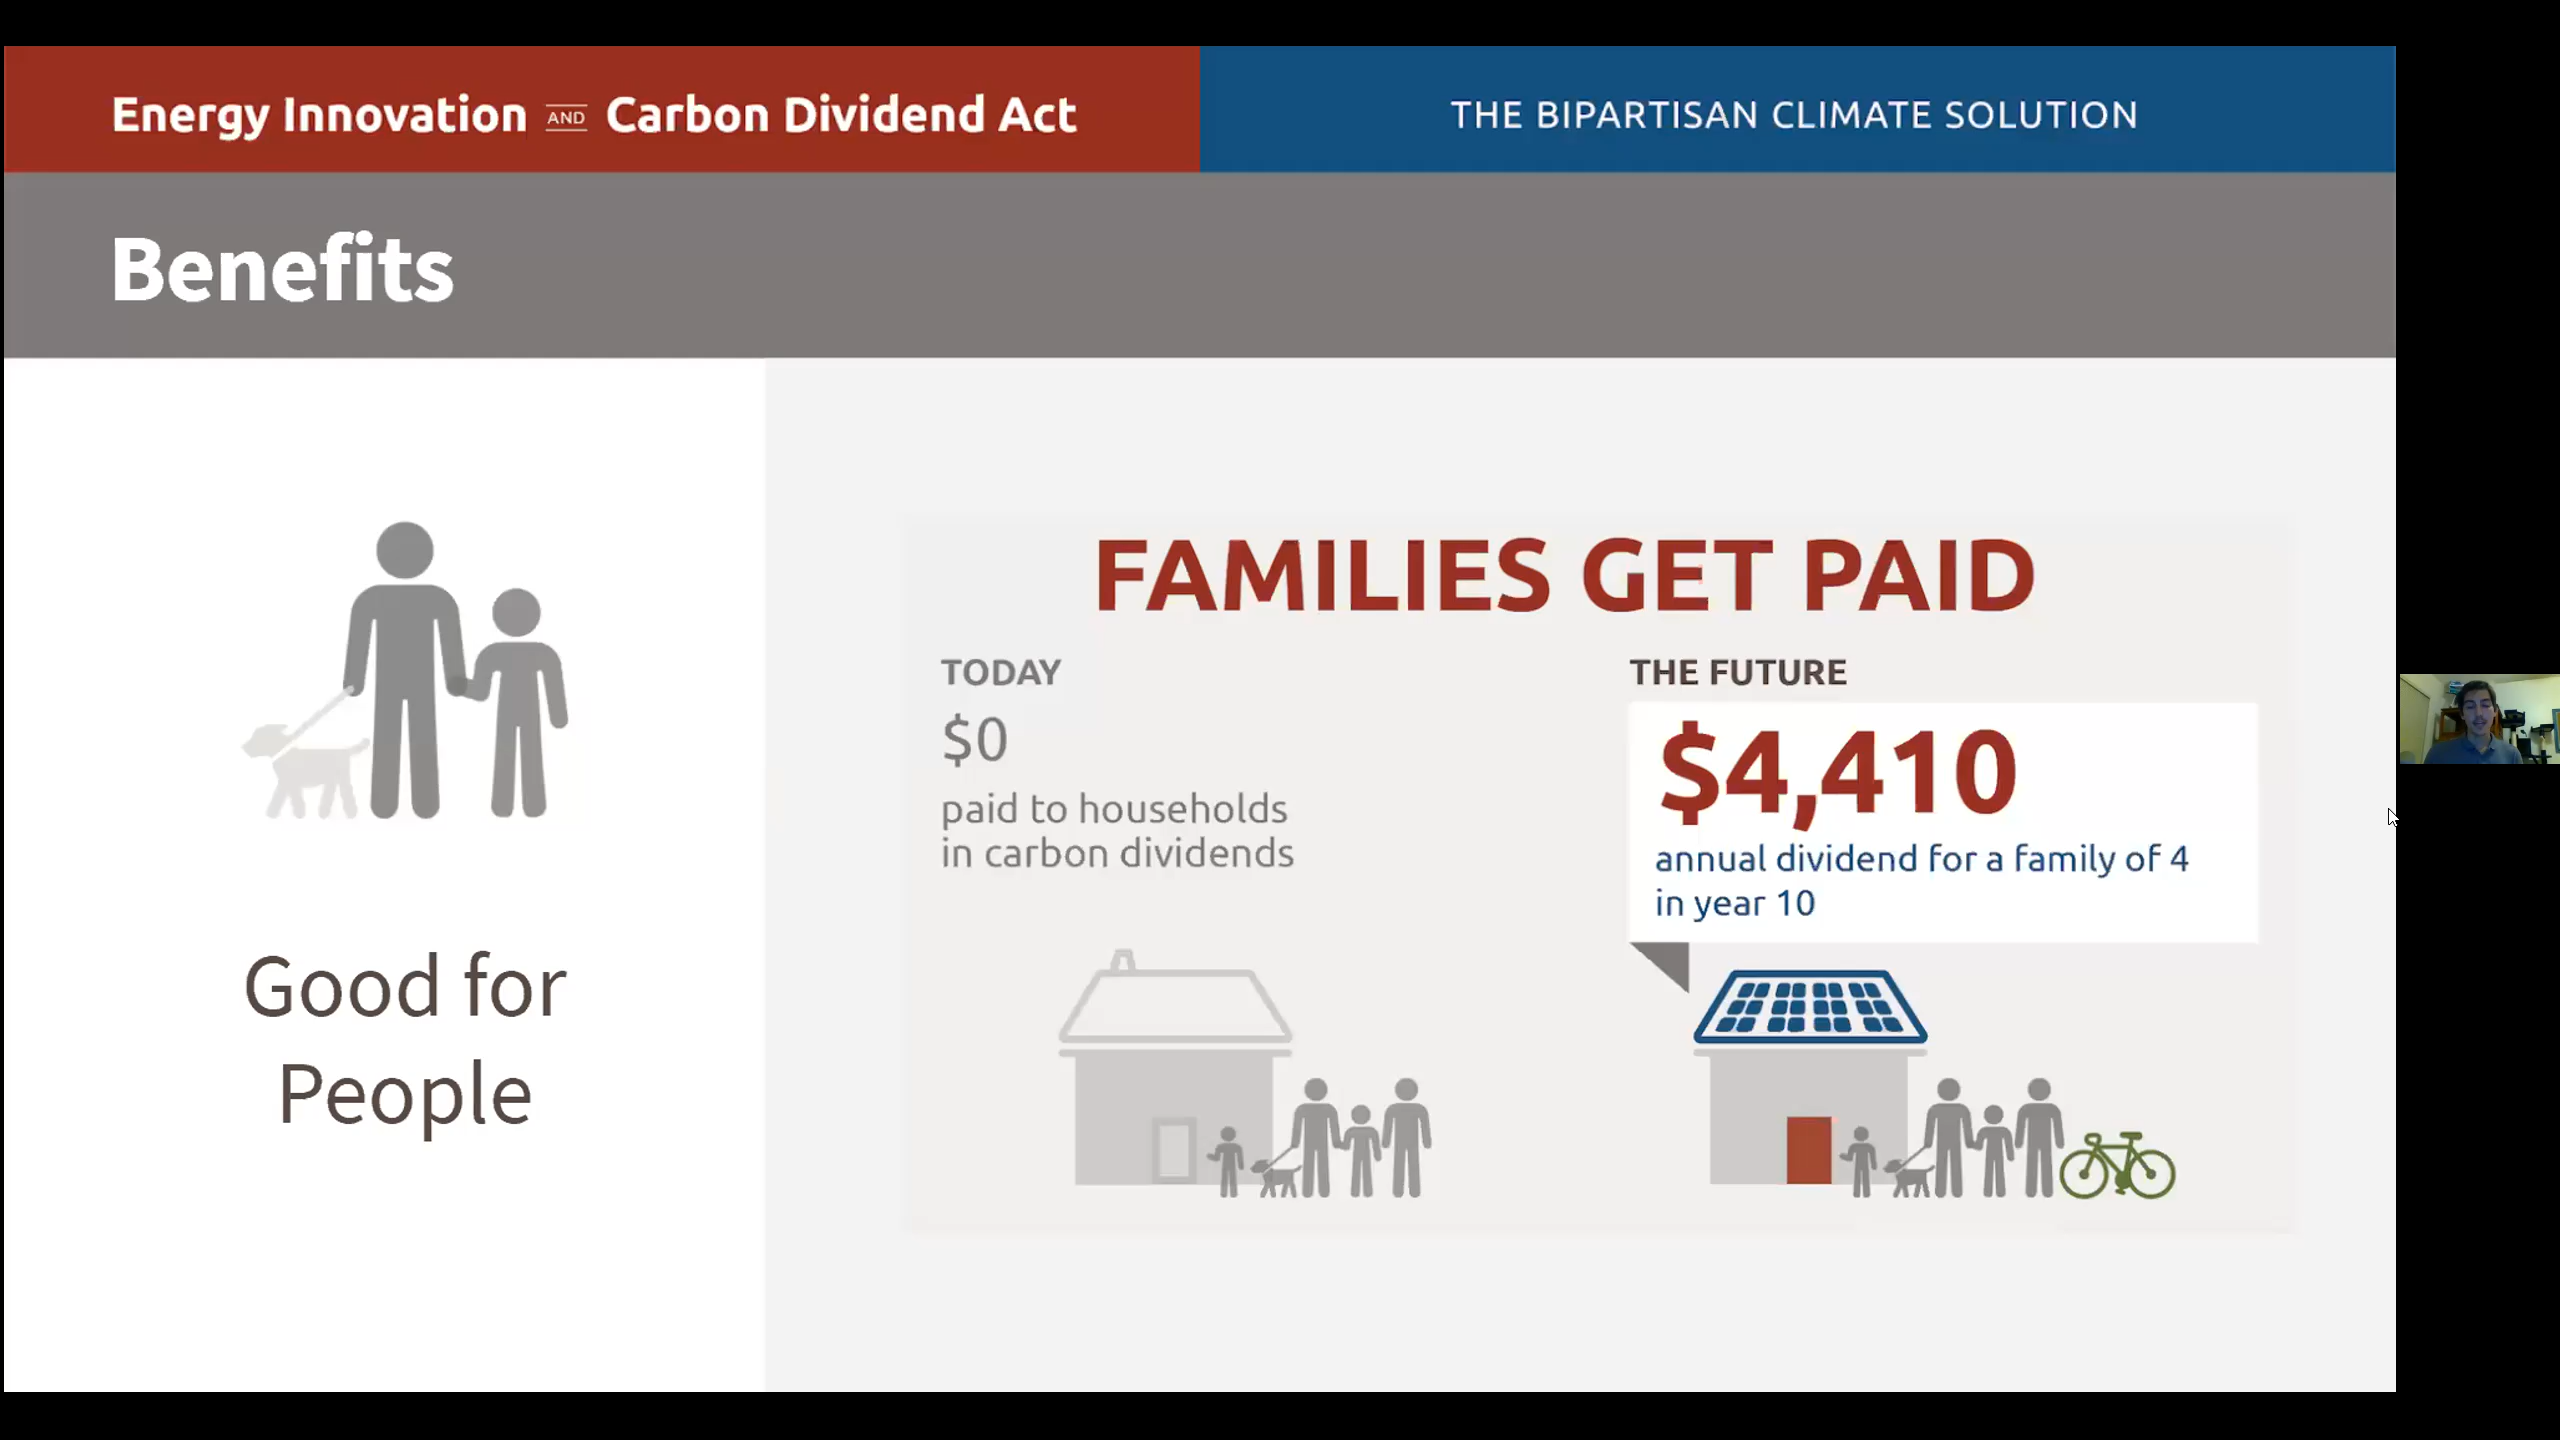 Energy Innovation AND Carbon Dividend Act
THE BIPARTISAN CLIMATE SOLUTION
Benefits
Good for
People
FAMILIES GET PAID
TODAY
$0
paid to households
in carbon dividends
THE FUTURE
$4,410
annual dividend for a family of 4
in year 10